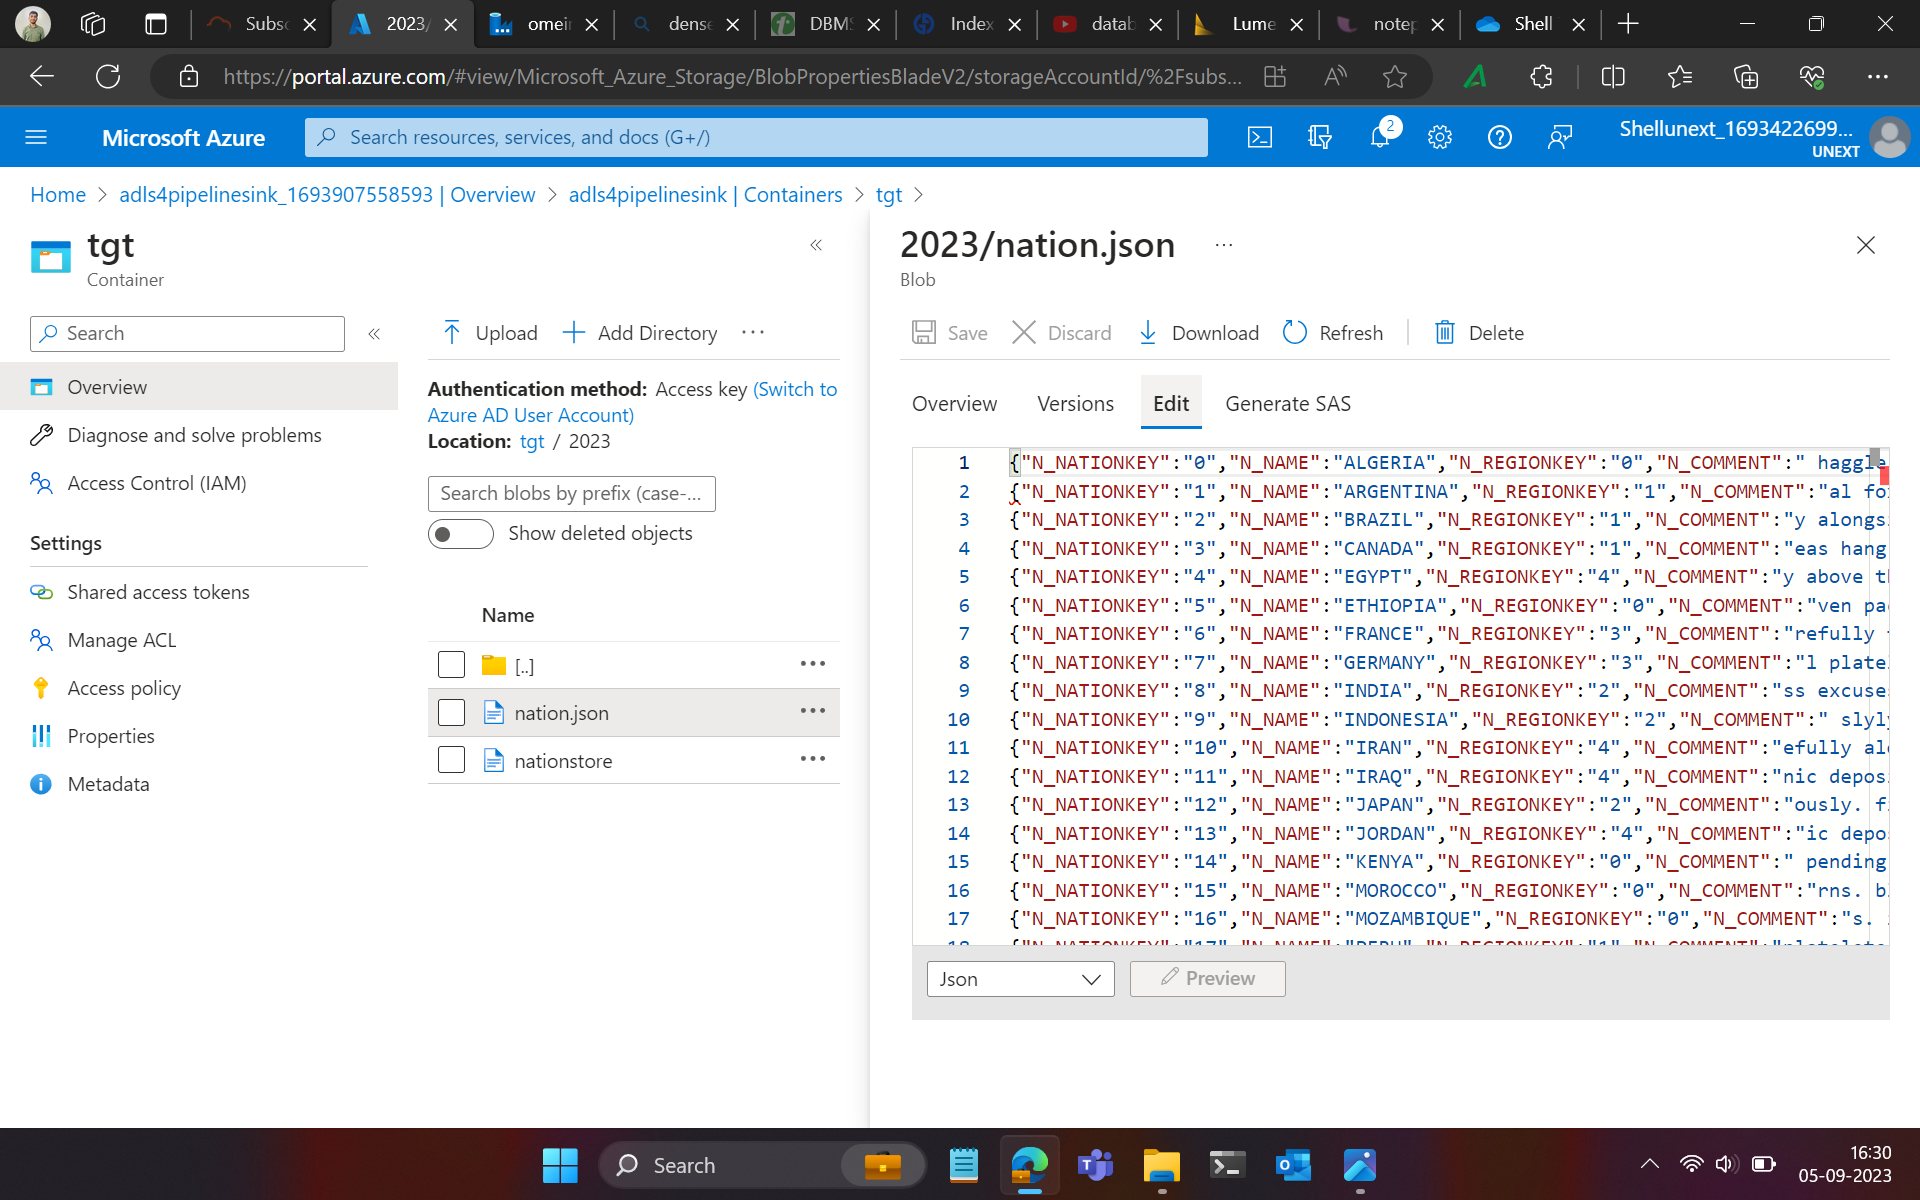 Subsc
2023/
omein
dense
DBMS
Index
datab
Lume
notep
Shell
https://portal.azure.com/#view/Microsoft_Azure_Storage/BlobPropertiesBladeV2/storageAccountId/%2Fsubs...
Microsoft Azure
Search resources, services, and docs (G+/)
2
Shellunext_1693422699...
UNEXT
Home > adls4pipelinesink_1693907558593 | Overview > adls4pipelinesink | Containers > tgt >
tgt
Container
Search
Overview
Diagnose and solve problems
Access Control (IAM)
Settings
Shared access tokens
Manage ACL
Access policy
Properties
Metadata
Upload
Add Directory
Authentication method: Access key (Switch to
Azure AD User Account)
Location: tgt / 2023
Search blobs by prefix (case-...
Show deleted objects
Name
[..]
nation.json
nationstore
2023/nation.json
Blob
Save
Discard
Download
Refresh
Delete
Overview
Versions
Edit
Generate SAS
1 {"N_NATIONKEY":"0","N_NAME":"ALGERIA","N_REGIONKEY":"0","N_COMMENT":" haggle
2 {"N_NATIONKEY":"1","N_NAME":"ARGENTINA","N_REGIONKEY":"1","N_COMMENT":"al fo
3 {"N_NATIONKEY":"2","N_NAME":"BRAZIL","N_REGIONKEY":"1","N_COMMENT":"y alongs
4 {"N_NATIONKEY":"3","N_NAME":"CANADA","N_REGIONKEY":"1","N_COMMENT":"eas hang
5 {"N_NATIONKEY":"4","N_NAME":"EGYPT","N_REGIONKEY":"4","N_COMMENT":"y above t
6 {"N_NATIONKEY":"5","N_NAME":"ETHIOPIA","N_REGIONKEY":"0","N_COMMENT":"ven pa
7 {"N_NATIONKEY":"6","N_NAME":"FRANCE","N_REGIONKEY":"3","N_COMMENT":"refully
8 {"N_NATIONKEY":"7","N_NAME":"GERMANY","N_REGIONKEY":"3","N_COMMENT":"l plate
9 {"N_NATIONKEY":"8","N_NAME":"INDIA","N_REGIONKEY":"2","N_COMMENT":"ss excuse
10 {"N_NATIONKEY":"9","N_NAME":"INDONESIA","N_REGIONKEY":"2","N_COMMENT":" slyl
11 {"N_NATIONKEY":"10","N_NAME":"IRAN","N_REGIONKEY":"4","N_COMMENT":"efully al
12 {"N_NATIONKEY":"11","N_NAME":"IRAQ","N_REGIONKEY":"4","N_COMMENT":"nic depos
13 {"N_NATIONKEY":"12","N_NAME":"JAPAN","N_REGIONKEY":"2","N_COMMENT":"ously. f
14 {"N_NATIONKEY":"13","N_NAME":"JORDAN","N_REGIONKEY":"4","N_COMMENT":"ic depo
15 {"N_NATIONKEY":"14","N_NAME":"KENYA","N_REGIONKEY":"0","N_COMMENT":" pending
16 {"N_NATIONKEY":"15","N_NAME":"MOROCCO","N_REGIONKEY":"0","N_COMMENT":"rns. b
17 {"N_NATIONKEY":"16","N_NAME":"MOZAMBIQUE","N_REGIONKEY":"0","N_COMMENT":"s.
Json
Preview
Search
16:30
05-09-2023